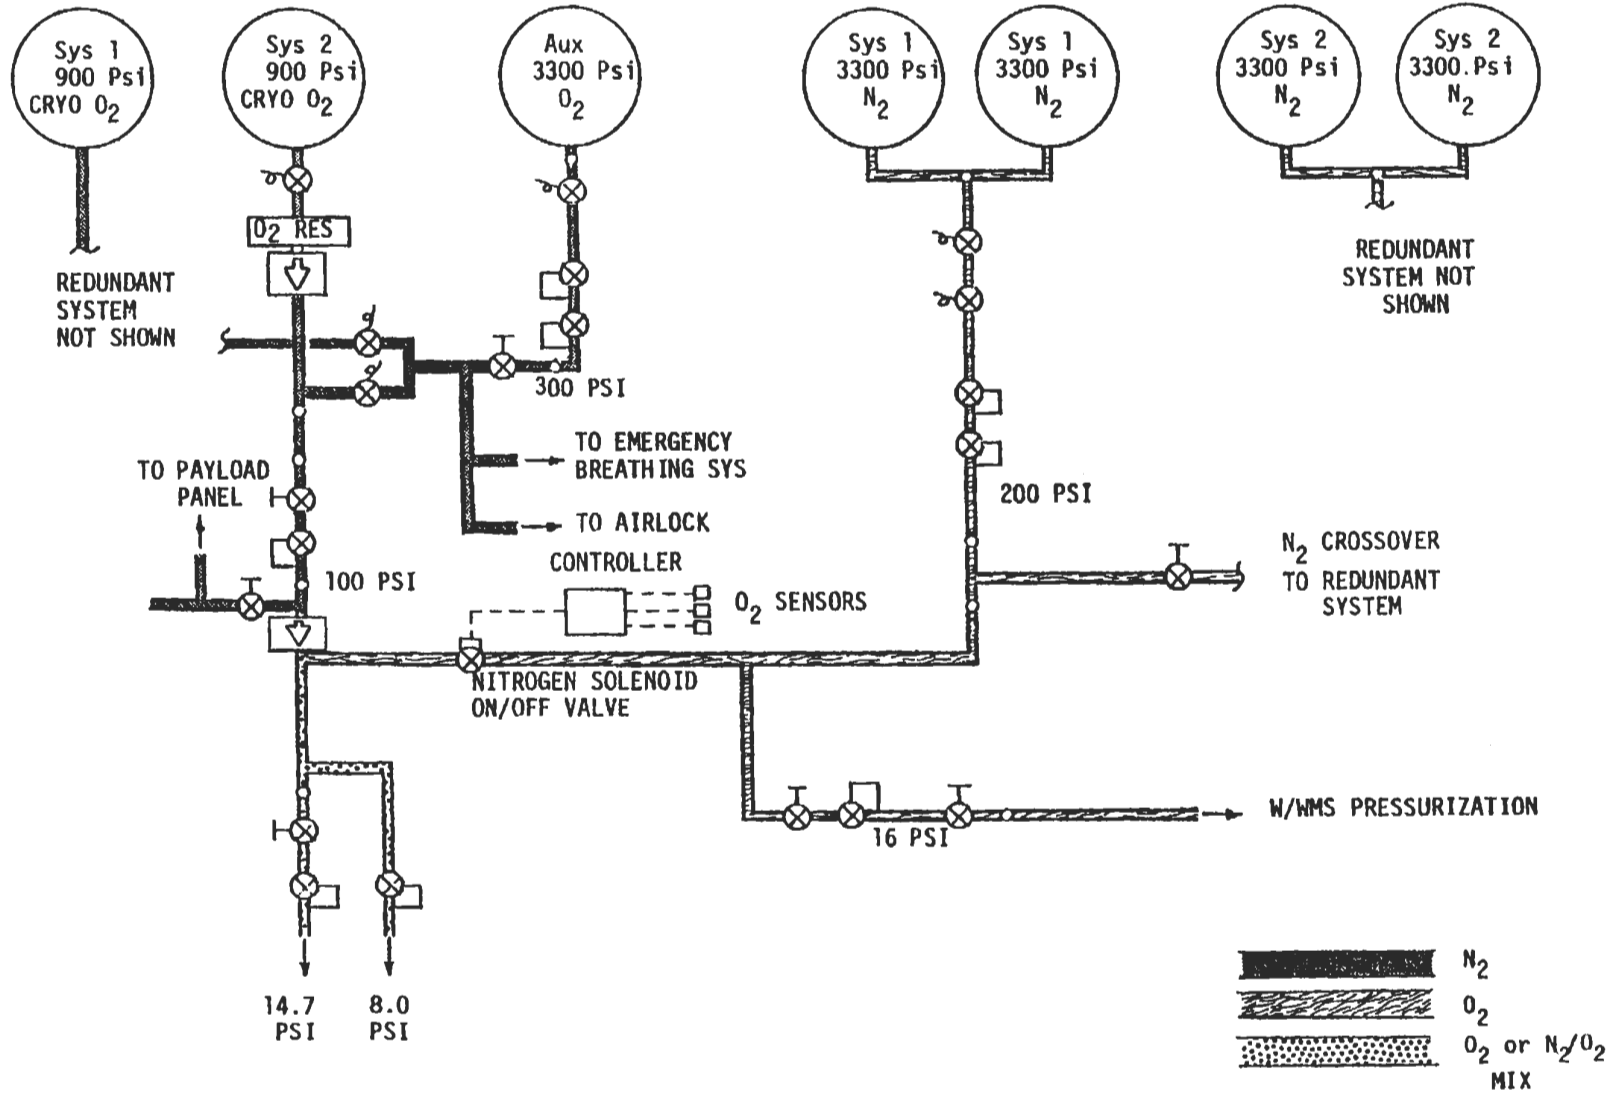 Sys 1
900 Psi
CRYO O₂
Sys 2
900 Psi
CRYO O₂
Aux
3300 Psi
O₂
Sys 1
3300 Psi
N₂
Sys 1
3300 Psi
N₂
Sys 2
3300 Psi
N₂
Sys 2
3300.Psi
N₂
O₂ RES
REDUNDANT
SYSTEM
NOT SHOWN
REDUNDANT
SYSTEM NOT
SHOWN
300 PSI
TO EMERGENCY
BREATHING SYS
TO AIRLOCK
TO PAYLOAD
PANEL
200 PSI
100 PSI
CONTROLLER
O₂ SENSORS
N₂ CROSSOVER
TO REDUNDANT
SYSTEM
NITROGEN SOLENOID
ON/OFF VALVE
16 PSI
W/WMS PRESSURIZATION
14.7
PSI
8.0
PSI
N₂
O₂
O₂ or N₂/O₂
MIX